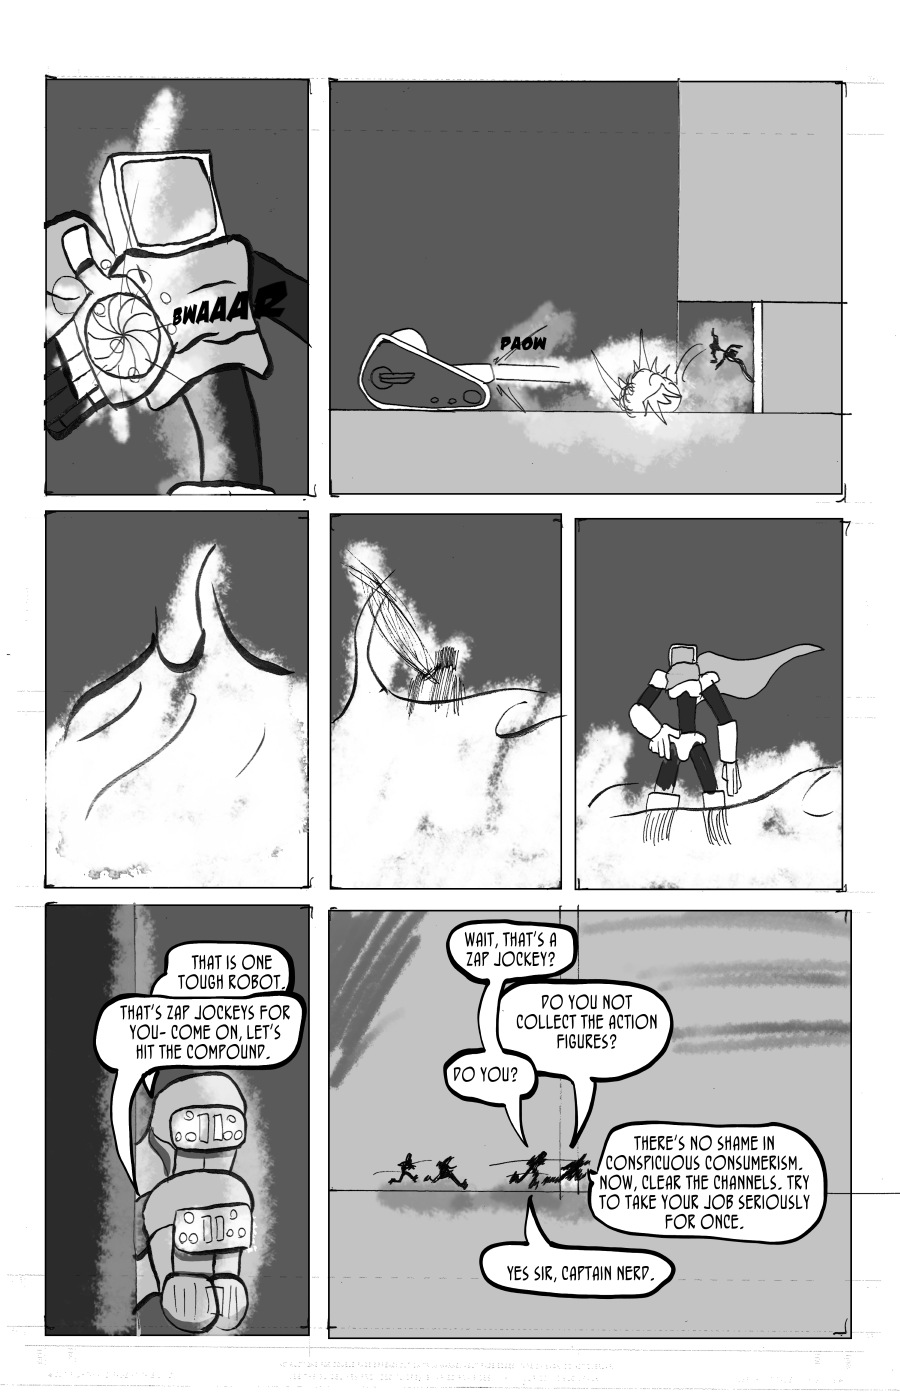 BWAAAR
PAOW
THAT IS ONE
TOUGH ROBOT.
THAT'S ZAP JOCKEYS FOR
YOU- COME ON, LET'S
HIT THE COMPOUND.
WAIT, THAT'S A
ZAP JOCKEY?
DO YOU NOT
COLLECT THE ACTION
FIGURES?
DO YOU?
THERE'S NO SHAME IN
CONSPICUOUS CONSUMERISM.
NOW, CLEAR THE CHANNELS. TRY
TO TAKE YOUR JOB SERIOUSLY
FOR ONCE.
YES SIR, CAPTAIN NERD.